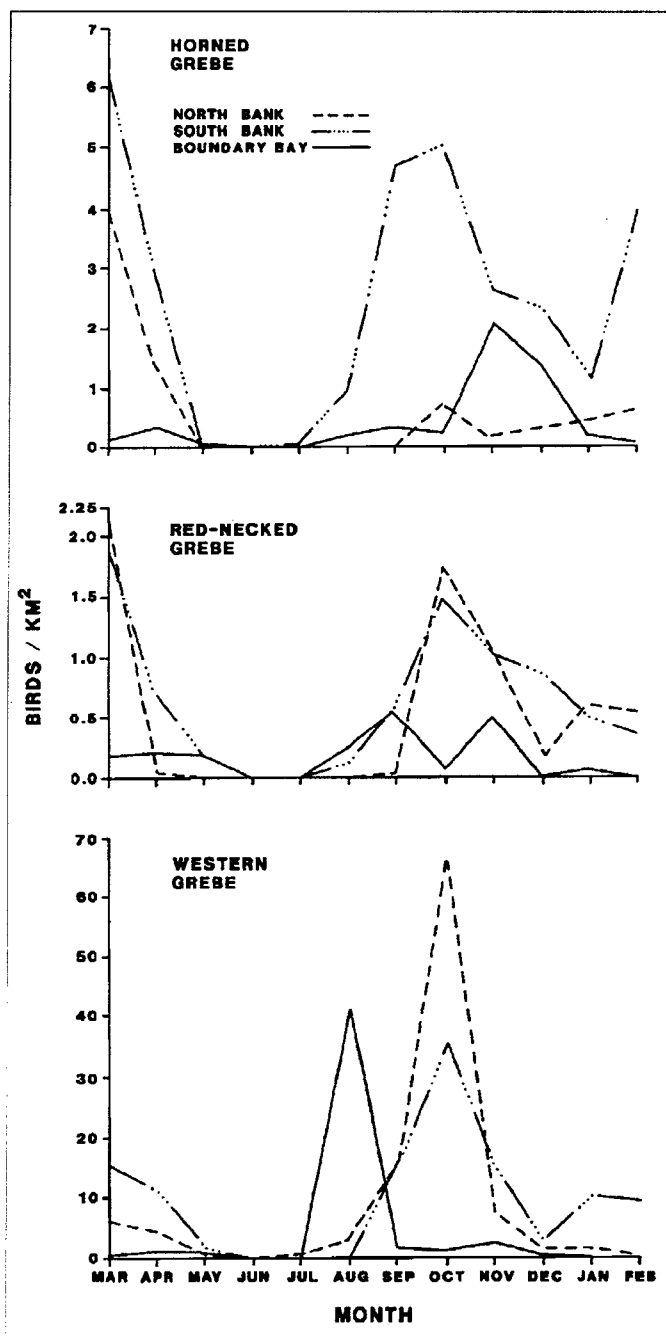 HORNED
GREBE
NORTH BANK
SOUTH BANK
BOUNDARY BAY
7
6
5
4
3
2
1
0
RED-NECKED
GREBE
2.25
2.0
1.5
1.0
0.5
0.0
BIRDS / KM²
WESTERN
GREBE
70
60
50
40
30
20
10
0
MAR APR MAY JUN JUL AUG SEP OCT NOV DEC JAN FEB
MONTH